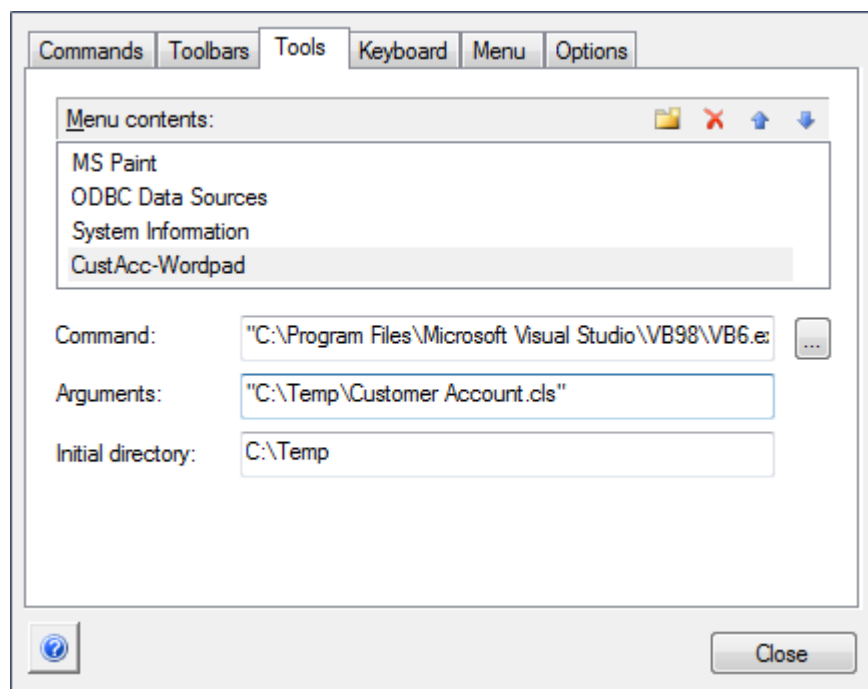 Commands Toolbars Tools Keyboard Menu Options
Menu contents:
MS Paint
ODBC Data Sources
System Information
CustAcc-Wordpad
Command: "C:\Program Files\Microsoft Visual Studio\VB98\VB6.ex ...
Arguments: "C:\Temp\Customer Account.cls"
Initial directory: C:\Temp
? Close